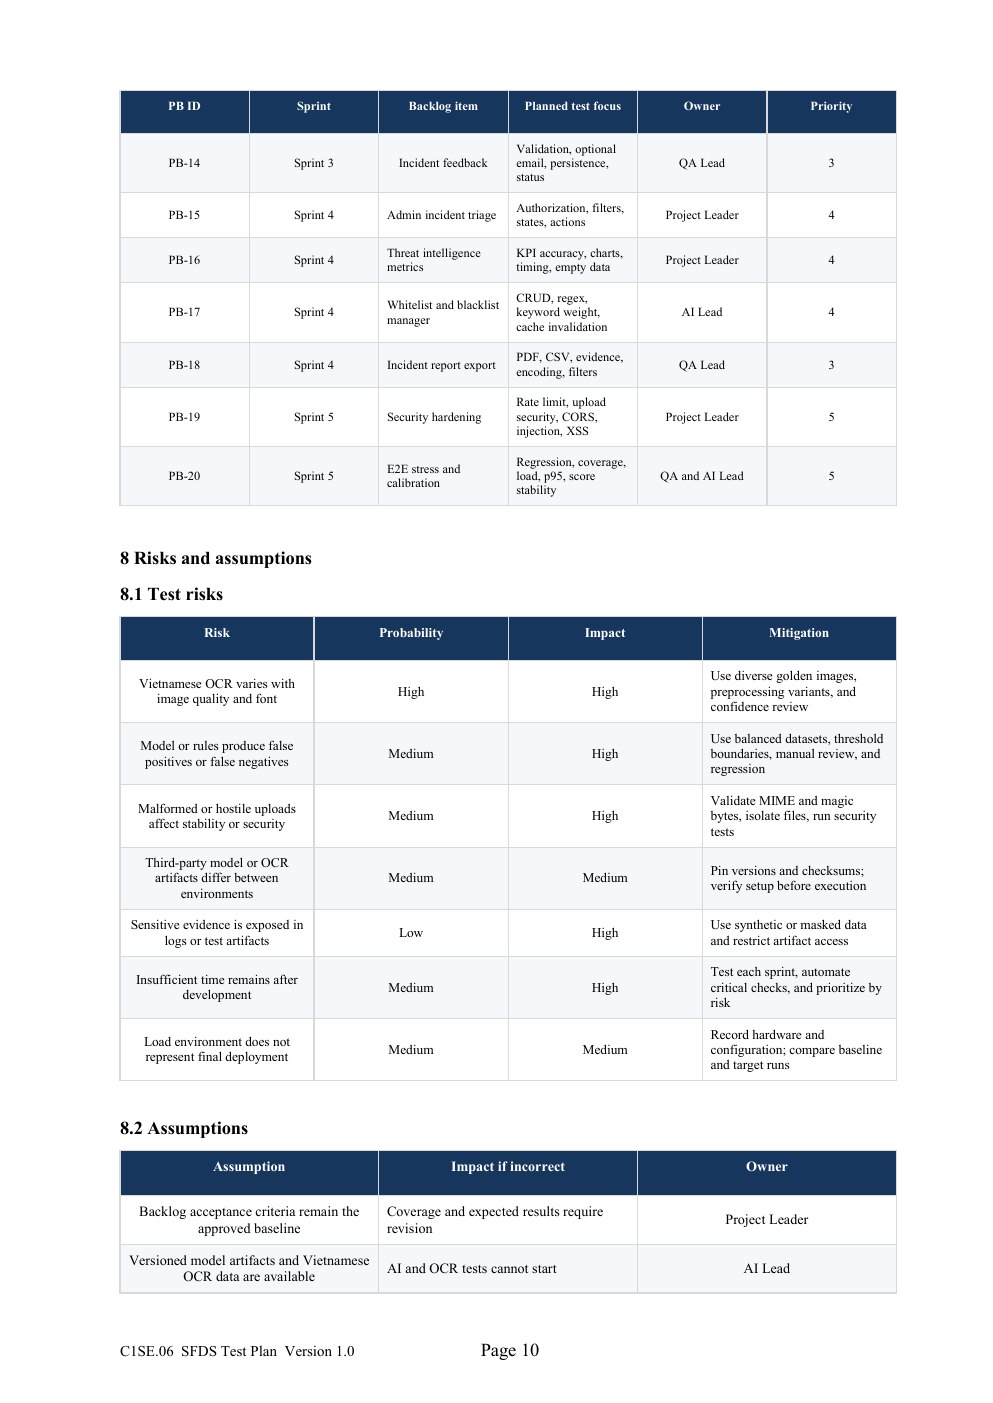 PB ID Sprint Backlog item Planned test focus Owner Priority
PB-14 Sprint 3 Incident feedback Validation, optional
email, persistence,
status QA Lead 3
PB-15 Sprint 4 Admin incident triage Authorization, filters,
states, actions Project Leader 4
PB-16 Sprint 4 Threat intelligence
metrics KPI accuracy, charts,
timing, empty data Project Leader 4
PB-17 Sprint 4 Whitelist and blacklist
manager CRUD, regex,
keyword weight,
cache invalidation AI Lead 4
PB-18 Sprint 4 Incident report export PDF, CSV, evidence,
encoding, filters QA Lead 3
PB-19 Sprint 5 Security hardening Rate limit, upload
security, CORS,
injection, XSS Project Leader 5
PB-20 Sprint 5 E2E stress and
calibration Regression, coverage,
load, p95, score
stability QA and AI Lead 5
8 Risks and assumptions
8.1 Test risks
Risk Probability Impact Mitigation
Vietnamese OCR varies with
image quality and font High High Use diverse golden images,
preprocessing variants, and
confidence review
Model or rules produce false
positives or false negatives Medium High Use balanced datasets, threshold
boundaries, manual review, and
regression
Malformed or hostile uploads
affect stability or security Medium High Validate MIME and magic
bytes, isolate files, run security
tests
Third-party model or OCR
artifacts differ between
environments Medium Medium Pin versions and checksums;
verify setup before execution
Sensitive evidence is exposed in
logs or test artifacts Low High Use synthetic or masked data
and restrict artifact access
Insufficient time remains after
development Medium High Test each sprint, automate
critical checks, and prioritize by
risk
Load environment does not
represent final deployment Medium Medium Record hardware and
configuration; compare baseline
and target runs
8.2 Assumptions
Assumption Impact if incorrect Owner
Backlog acceptance criteria remain the
approved baseline Coverage and expected results require
revision Project Leader
Versioned model artifacts and Vietnamese
OCR data are available AI and OCR tests cannot start AI Lead
C1SE.06 SFDS Test Plan Version 1.0 Page 10